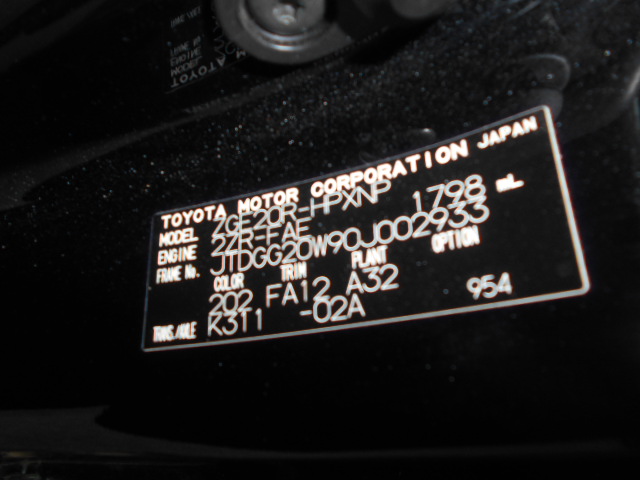 TOYOTA MOTOR CORPORATION JAPAN
MODEL ZGE20R-HPXNP
ENGINE 2ZR-FAE 1798 mL
FRAME No. JTDGG20W90J002933
COLOR TRIM PLANT OPTION
202 FA12 A32
TRANS./AXLE K311 -02A 954